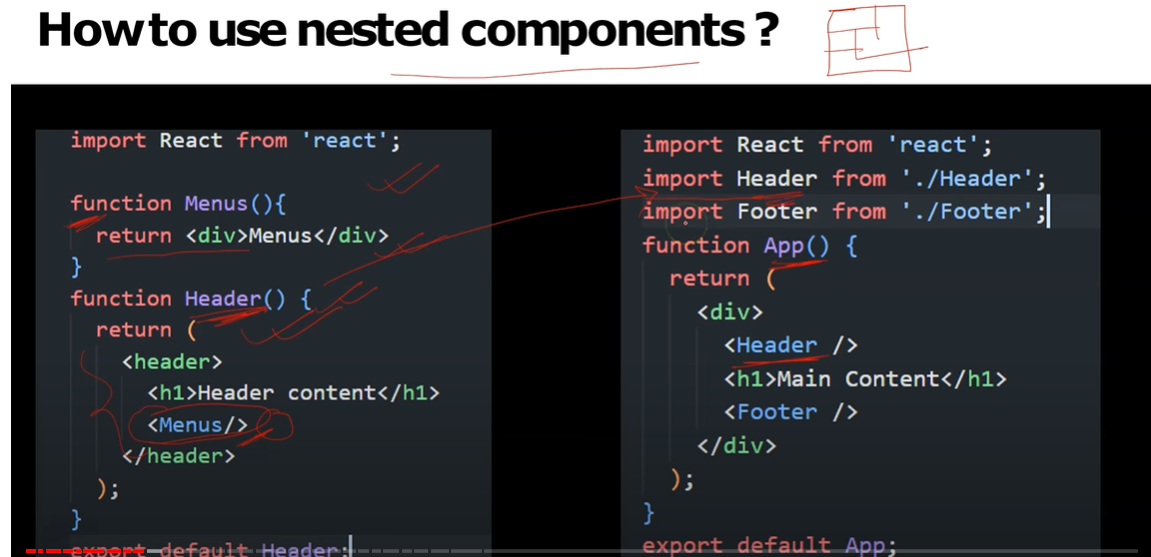 How to use nested components ?
import React from 'react';
function Menus(){
return <div>Menus</div>
}
function Header() {
return (
<header>
<h1>Header content</h1>
<Menus/>
</header>
);
}
export default Header;
import React from 'react';
import Header from './Header';
import Footer from './Footer';
function App() {
return (
<div>
<Header />
<h1>Main Content</h1>
<Footer />
</div>
);
}
export default App;